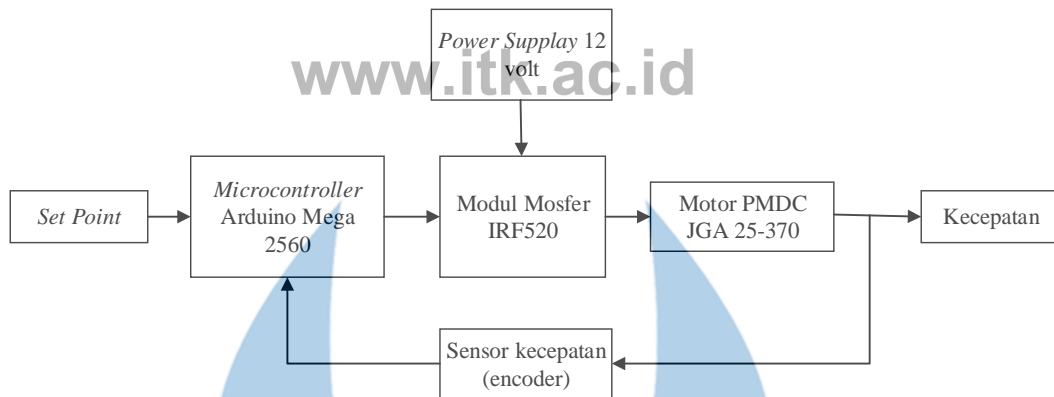 Power Supplay 12
volt
www.itk.ac.id
Set Point
Microcontroller
Arduino Mega
2560
Modul Mosfer
IRF520
Motor PMDC
JGA 25-370
Kecepatan
Sensor kecepatan
(encoder)